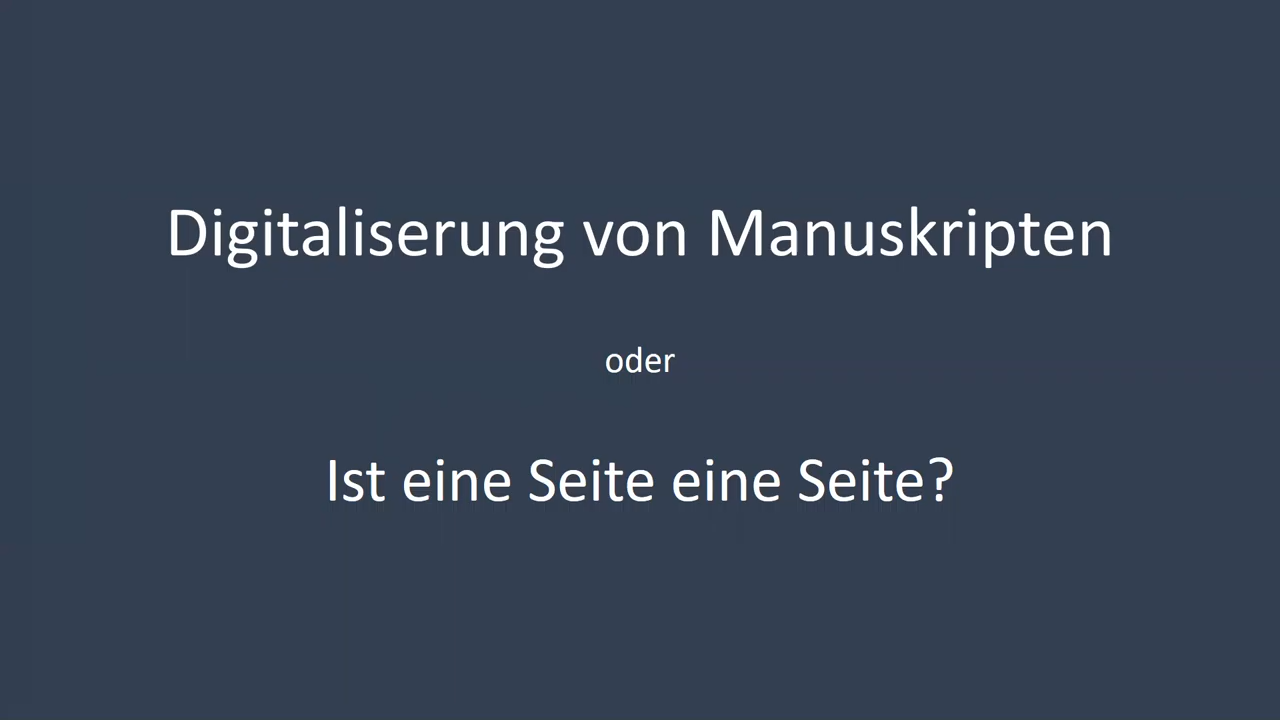 Digitaliserung von Manuskripten
oder
Ist eine Seite eine Seite?